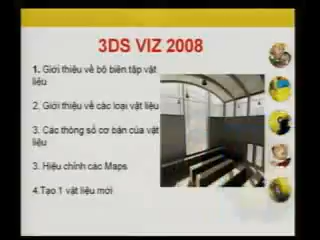 3DS VIZ 2008
1. Giới thiệu về bộ biên tập vật
liệu
2. Giới thiệu về các loại vật liệu
3. Các thông số cơ bản của vật
liệu
3. Hiệu chỉnh các Maps
4.Tạo 1 vật liệu mới